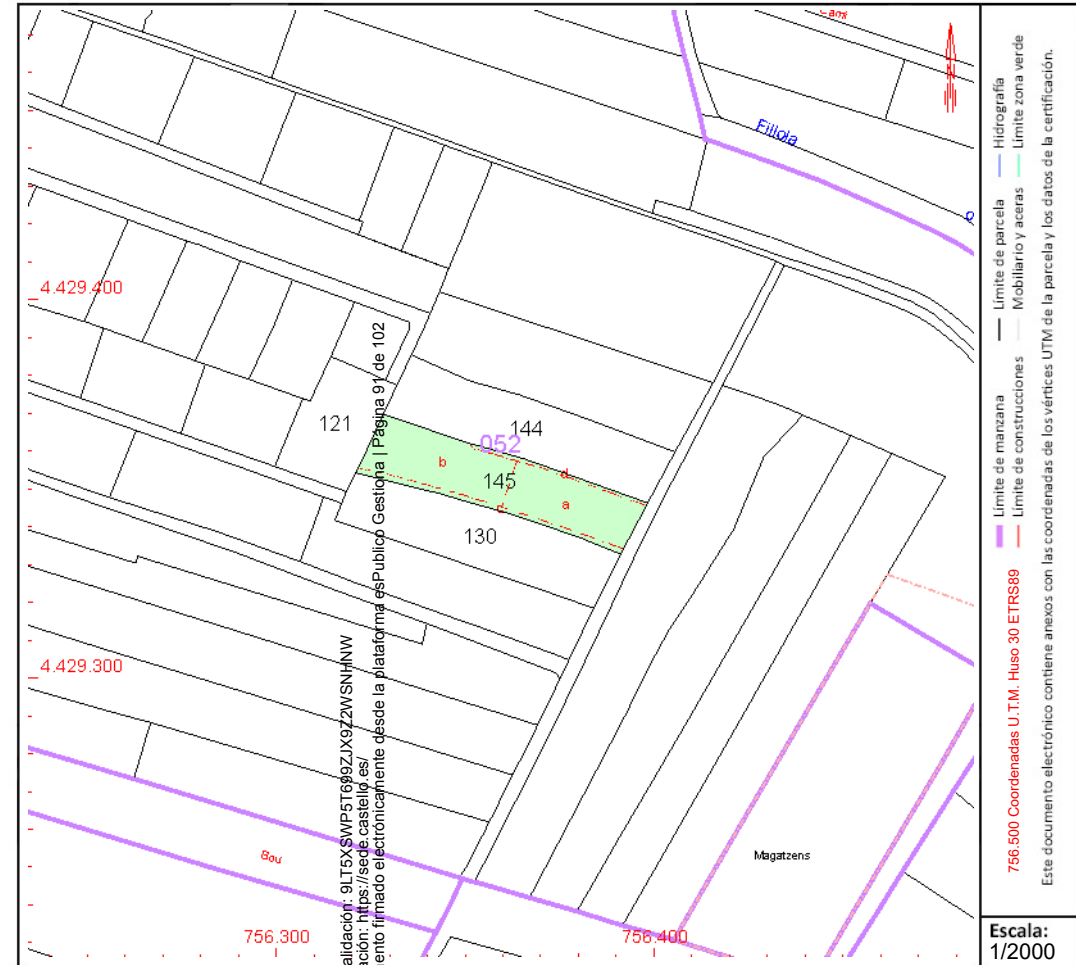 Camí
Fillola
4.429.400
121
144
052
b
145
d
a
c
130
4.429.300
Bou
Magatzens
756.300
756.400
alidación: 9LT5XSWP5T699ZJX9Z2WSNHNW
ación: https://sede.castello.es/
ento firmado electrónicamente desde la plataforma esPublico Gestiona | Página 91 de 102
N
Hidrografía
Límite zona verde
Límite de parcela
Mobiliario y aceras
Límite de manzana
Límite de construcciones
756.500 Coordenadas U.T.M. Huso 30 ETRS89
Este documento electrónico contiene anexos con las coordenadas de los vértices UTM de la parcela y los datos de la certificación.
Escala:
1/2000